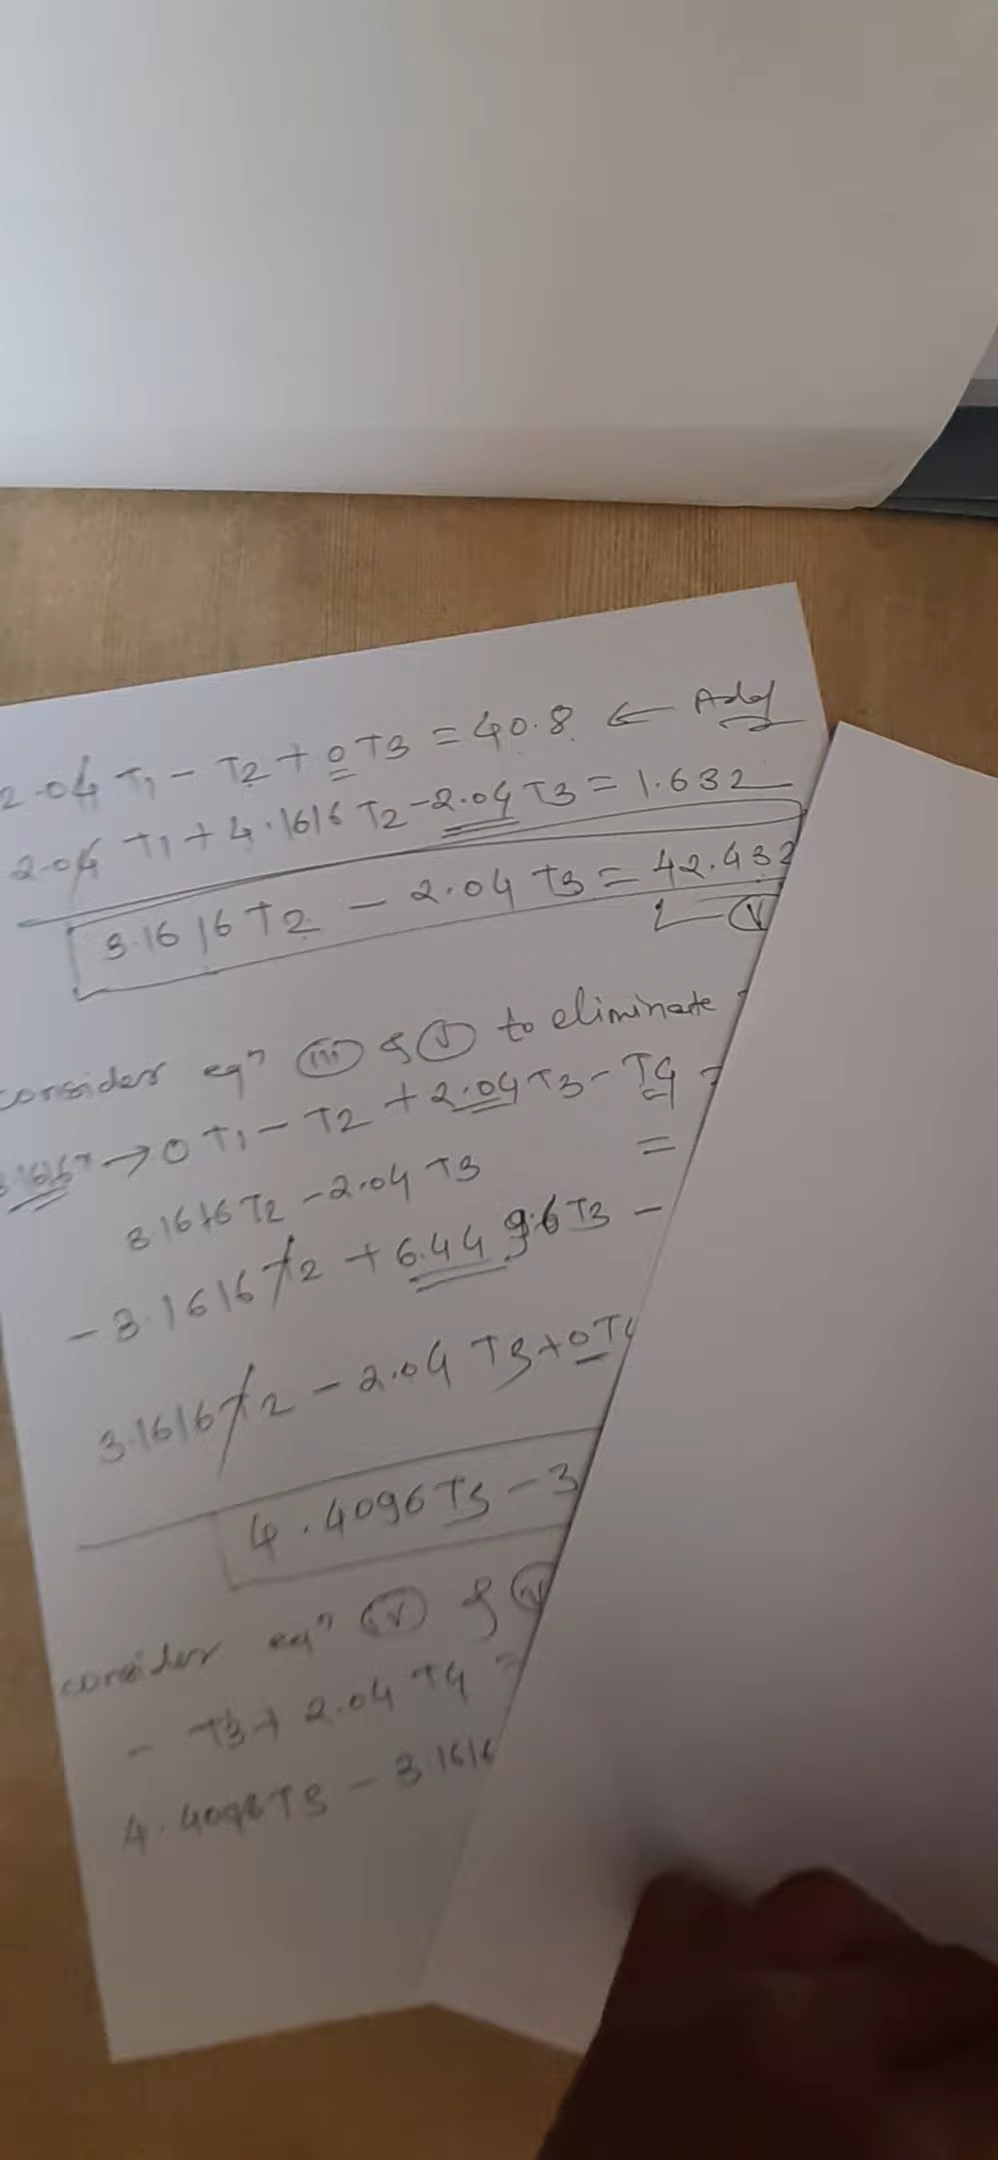 2.04 T1 - T2 + 0 T3 = 40.8 ← Add
2.04 T1 + 4.1616 T2 - 2.04 T3 = 1.632
3.1616 T2 - 2.04 T3 = 42.432
(V)
consider eqn (iii) & (V) to eliminate
→ 0 T1 - T2 + 2.04 T3 - T4 =
3.1616 T2 - 2.04 T3 =
- 3.1616 T2 + 6.449.6 T3 -
3.1616 T2 - 2.04 T3 + 0 T4
4.4096 T3 - 3
consider eqn &
- T3 + 2.04 T4 =
4.4096 T3 - 3.1616